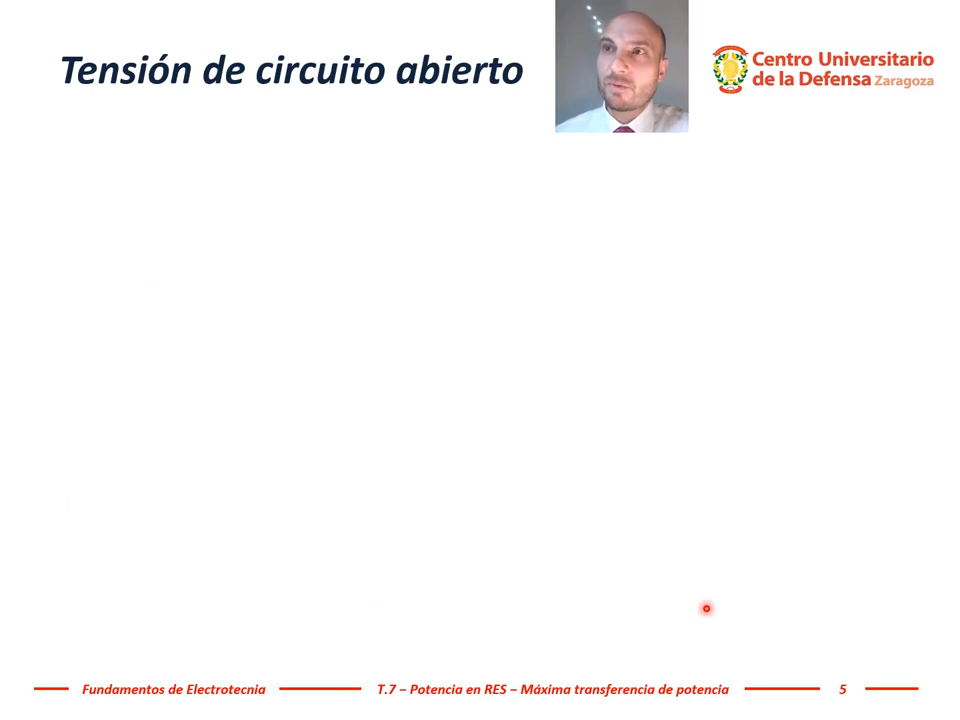 Tensión de circuito abierto
Centro Universitario
de la Defensa Zaragoza
Fundamentos de Electrotecnia
T.7 – Potencia en RES – Máxima transferencia de potencia
5